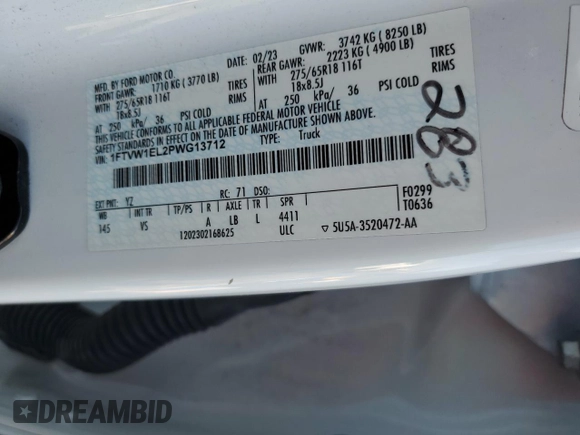 MFD. BY FORD MOTOR CO.
02/23
GVWR: 3742 KG ( 8250 LB)
FRONT GAWR: 1710 KG ( 3770 LB)
REAR GAWR: 2223 KG ( 4900 LB)
275/65R18 116T TIRES
275/65R18 116T TIRES
18x8.5J RIMS
18x8.5J RIMS
AT 250 kPa/ 36 PSI COLD
AT 250 kPa/ 36 PSI COLD
THIS VEHICLE CONFORMS TO ALL APPLICABLE FEDERAL MOTOR VEHICLE
SAFETY STANDARDS IN EFFECT ON THE DATE OF MANUFACTURE SHOWN ABOVE.
VIN: 1FTVW1EL2PWG13712
TYPE: Truck
283
EXT PNT: YZ
RC: 71 DSO:
F0299
WB INT TR TP/PS R AXLE TR SPR
T0636
145 VS A LB L 4411
1202302168625
ULC
▽ 5U5A-3520472-AA
DREAMBID